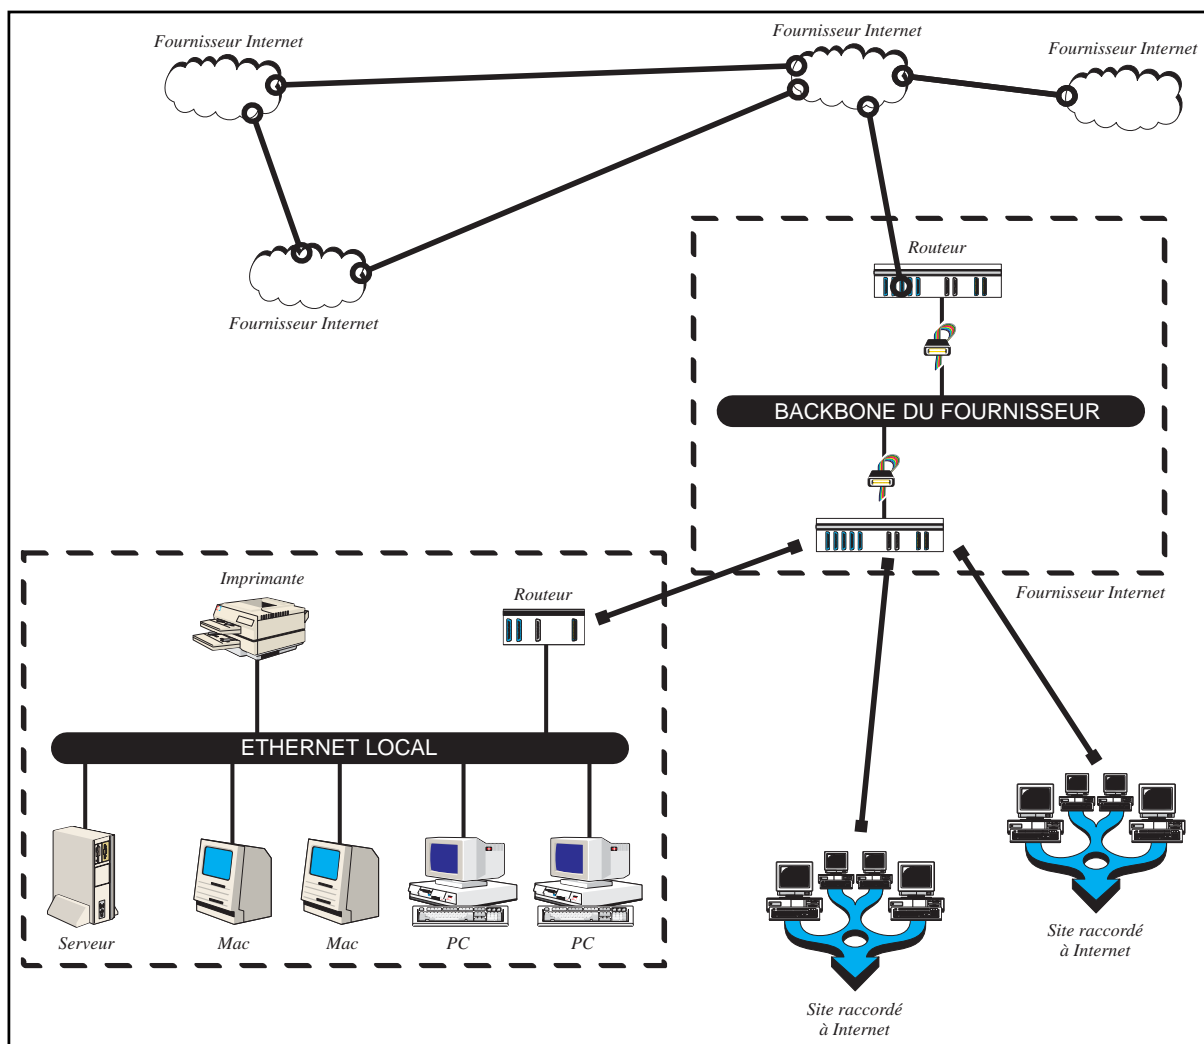 Fournisseur Internet
Fournisseur Internet
Fournisseur Internet
Routeur
Fournisseur Internet
BACKBONE DU FOURNISSEUR
Imprimante
Routeur
Fournisseur Internet
ETHERNET LOCAL
Serveur
Mac
Mac
PC
PC
Site raccordé
à Internet
Site raccordé
à Internet